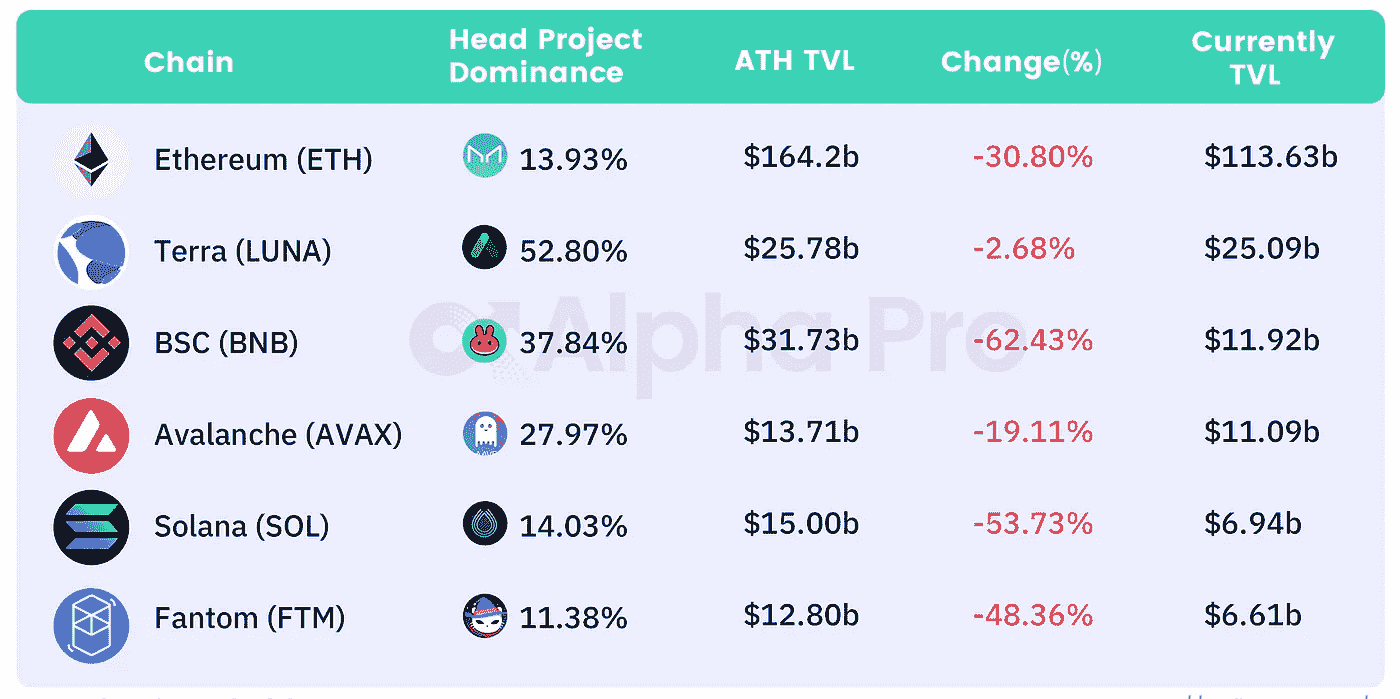 Chain Head Project Dominance ATH TVL Change(%) Currently TVL
Ethereum (ETH) 13.93% $164.2b -30.80% $113.63b
Terra (LUNA) 52.80% $25.78b -2.68% $25.09b
BSC (BNB) 37.84% $31.73b -62.43% $11.92b
Alpha Pro
Avalanche (AVAX) 27.97% $13.71b -19.11% $11.09b
Solana (SOL) 14.03% $15.00b -53.73% $6.94b
Fantom (FTM) 11.38% $12.80b -48.36% $6.61b